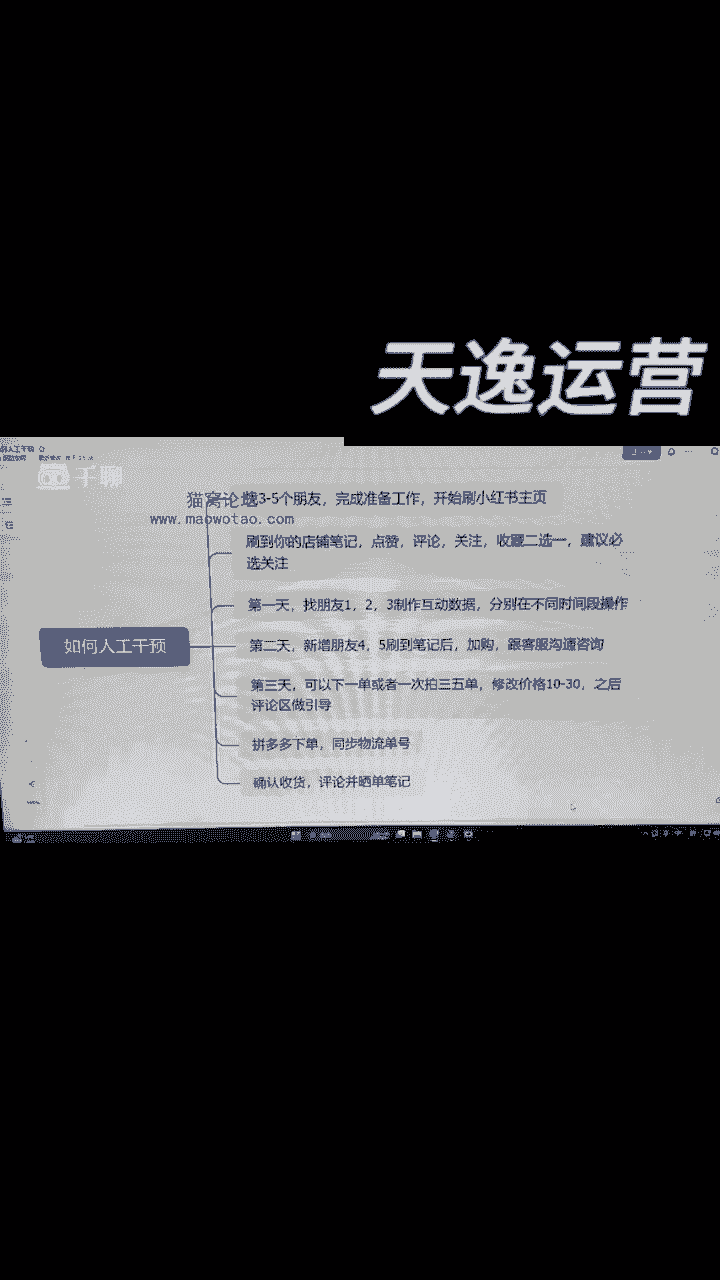 天逸运营
千聊
猫窝论坛
www.maowotao.com
找3-5个朋友，完成准备工作，开始刷小红书主页
刷到你的店铺笔记，点赞，评论，关注，收藏二选一，建议必
选关注
第一天，找朋友1，2，3制作互动数据，分别在不同时间段操作
如何人工干预
第二天，新增朋友4，5刷到笔记后，加购，跟客服沟通咨询
第三天，可以下一单或者一次拍三五单，修改价格10-30，之后
评论区做引导
拼多多下单，同步物流单号
确认收货，评论并晒单笔记